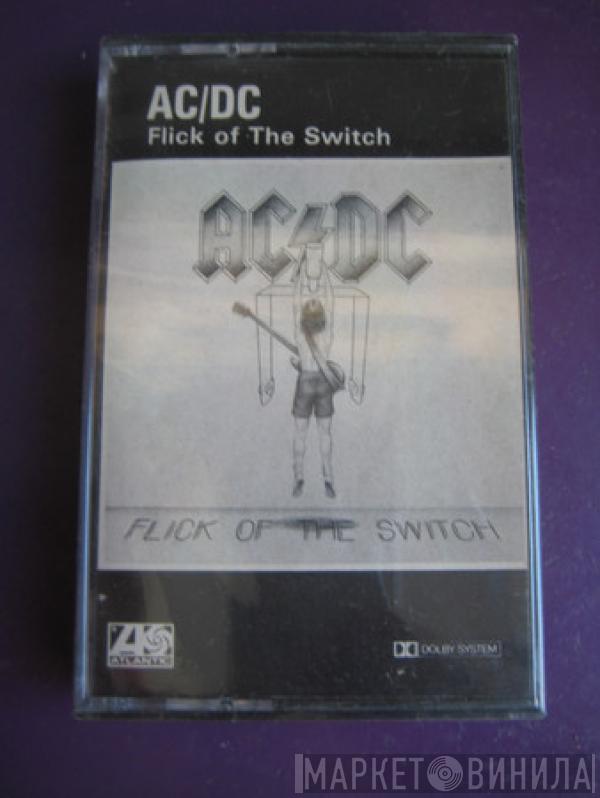 AC/DC
Flick of The Switch
AC DC
FLICK OF THE SWITCH
ATLANTIC
DOLBY SYSTEM
МАРКЕТ ВИНИЛА